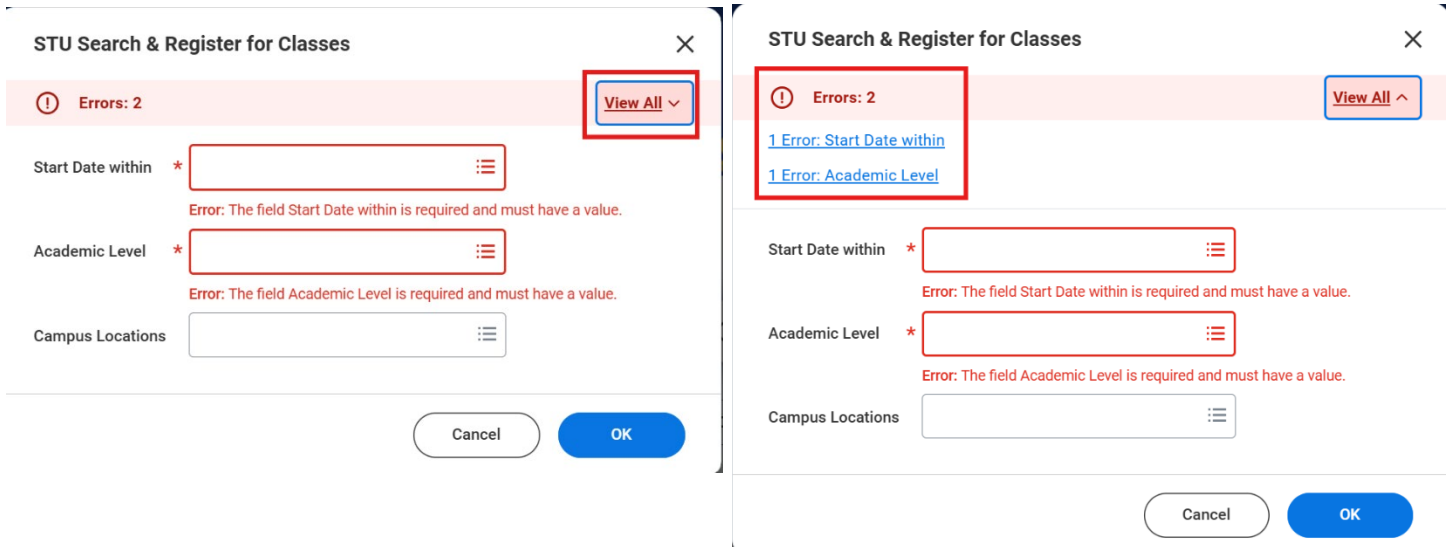 STU Search & Register for Classes
Errors: 2
View All
Start Date within *
Error: The field Start Date within is required and must have a value.
Academic Level *
Error: The field Academic Level is required and must have a value.
Campus Locations
Cancel
OK
STU Search & Register for Classes
Errors: 2
View All
1 Error: Start Date within
1 Error: Academic Level
Start Date within *
Error: The field Start Date within is required and must have a value.
Academic Level *
Error: The field Academic Level is required and must have a value.
Campus Locations
Cancel
OK